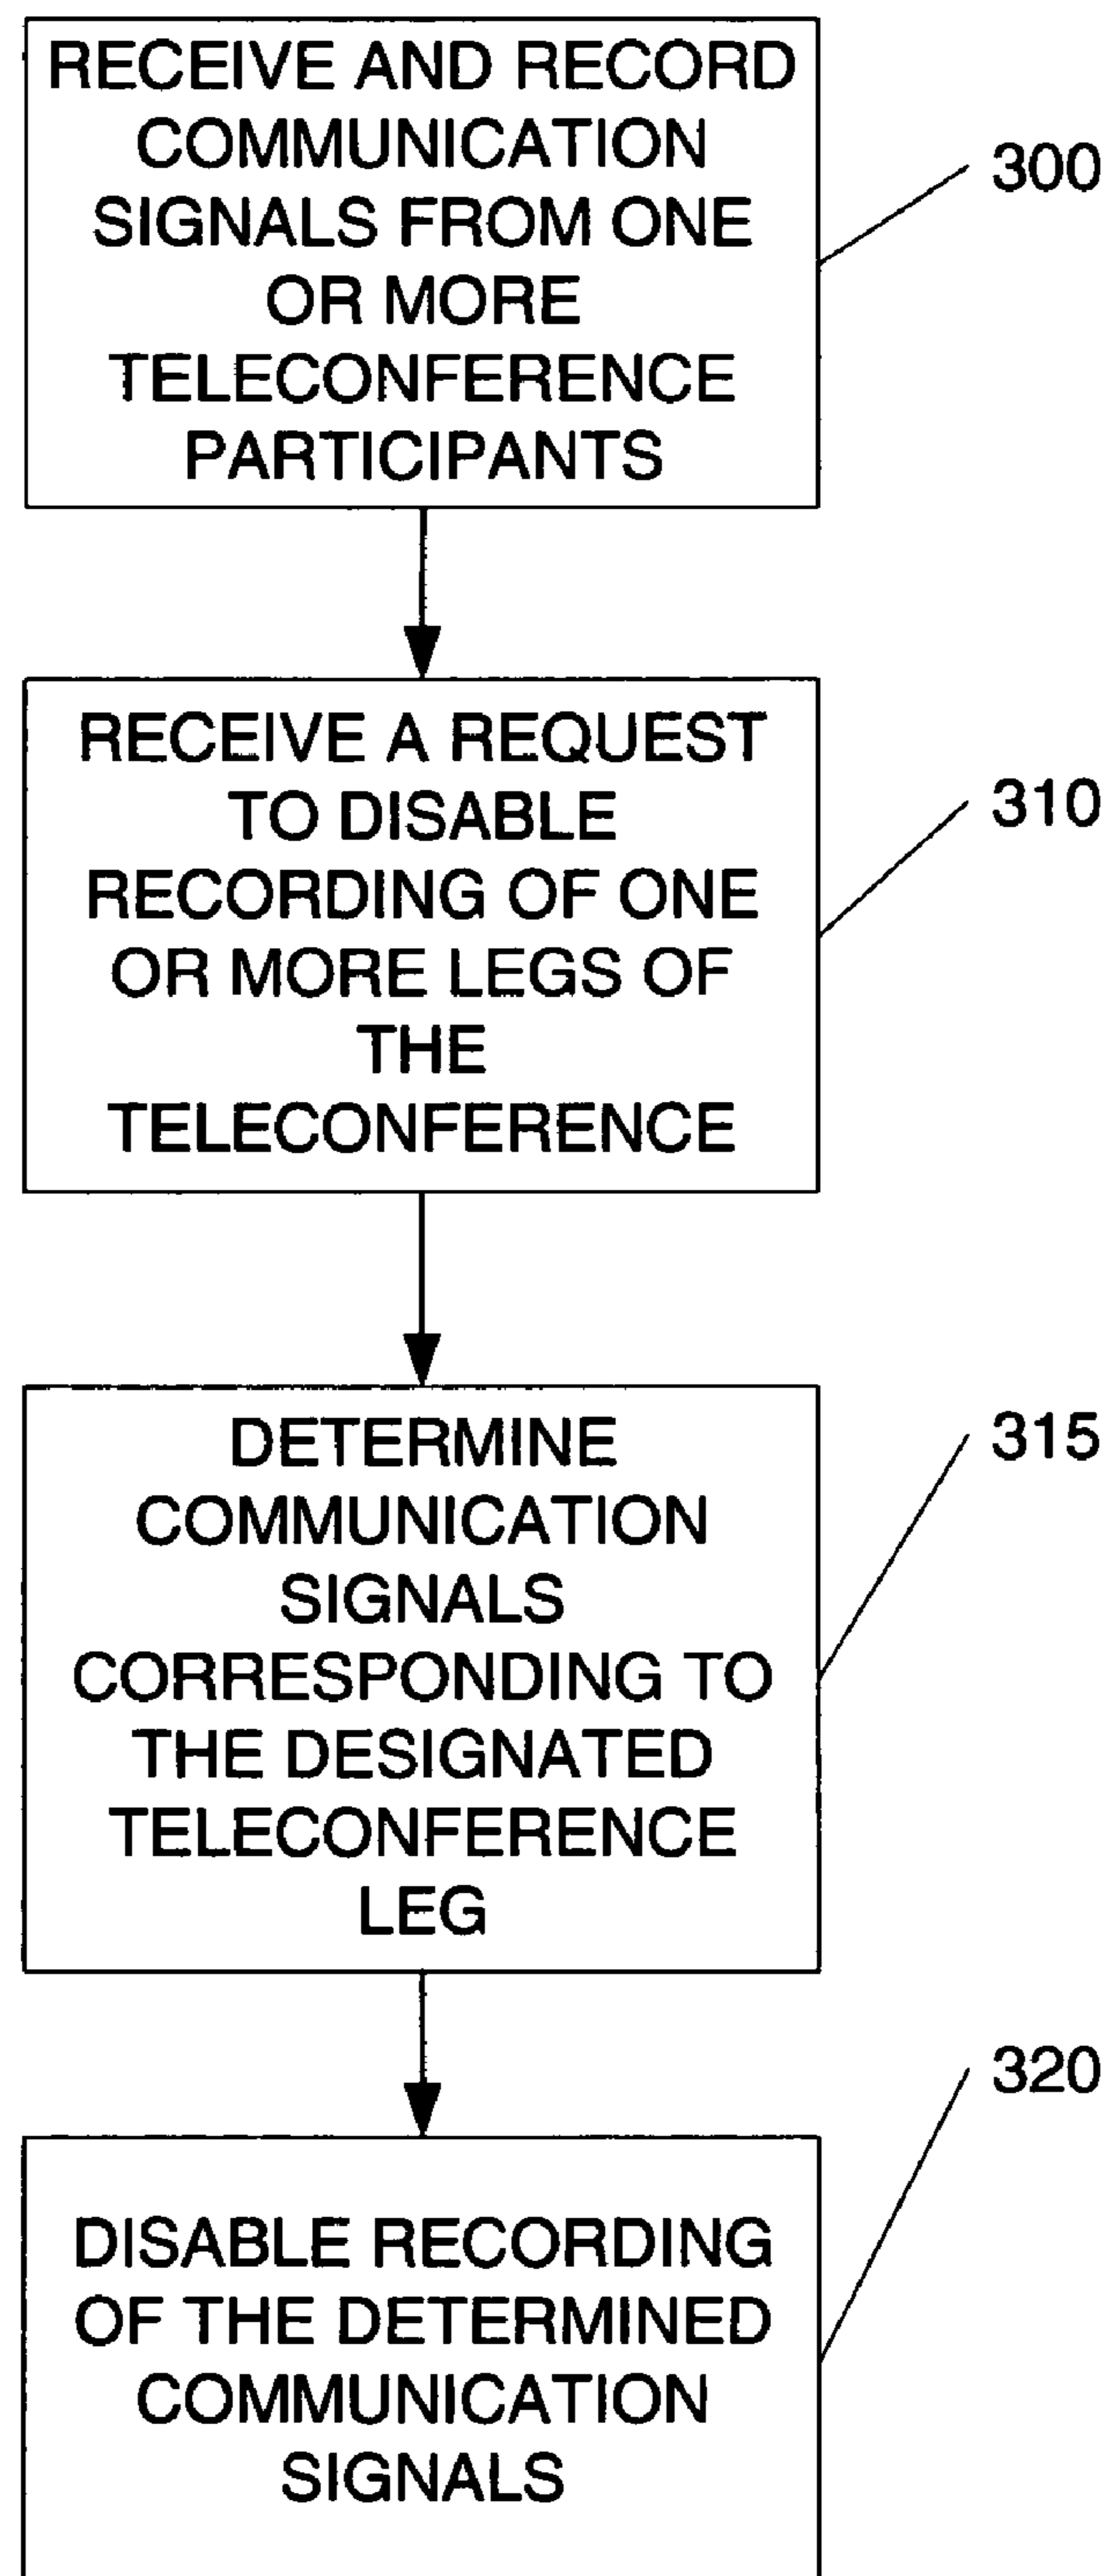 RECEIVE AND RECORD
COMMUNICATION
SIGNALS FROM ONE
OR MORE
TELECONFERENCE
PARTICIPANTS
300
RECEIVE A REQUEST
TO DISABLE
RECORDING OF ONE
OR MORE LEGS OF
THE
TELECONFERENCE
310
DETERMINE
COMMUNICATION
SIGNALS
CORRESPONDING TO
THE DESIGNATED
TELECONFERENCE
LEG
315
DISABLE RECORDING
OF THE DETERMINED
COMMUNICATION
SIGNALS
320